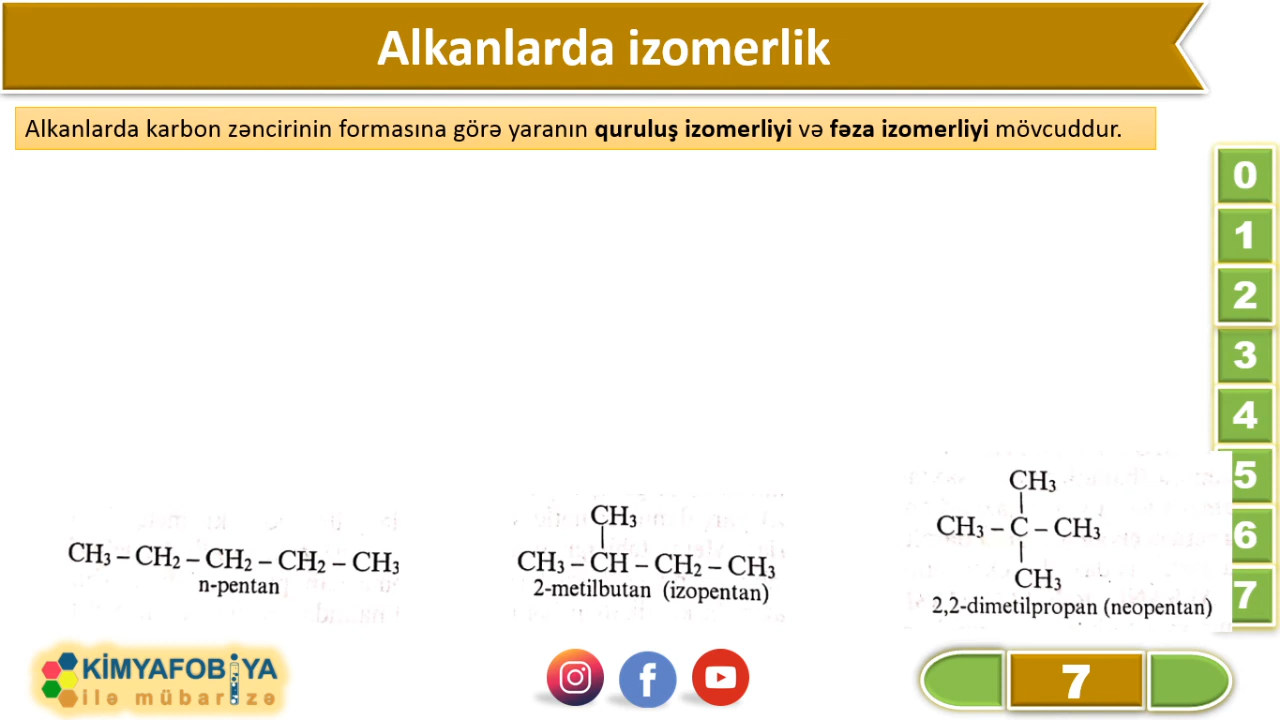 Alkanlarda izomerlik
Alkanlarda karbon zəncirinin formasına görə yaranın quruluş izomerliyi və fəza izomerliyi mövcuddur.
0
1
2
3
4
5
6
7
CH₃ – CH₂ – CH₂ – CH₂ – CH₃
n-pentan
CH₃
CH₃ – CH – CH₂ – CH₃
2-metilbutan (izopentan)
CH₃
CH₃ – C – CH₃
CH₃
2,2-dimetilpropan (neopentan)
KİMYAFOBİYA
ilə mübarizə
7